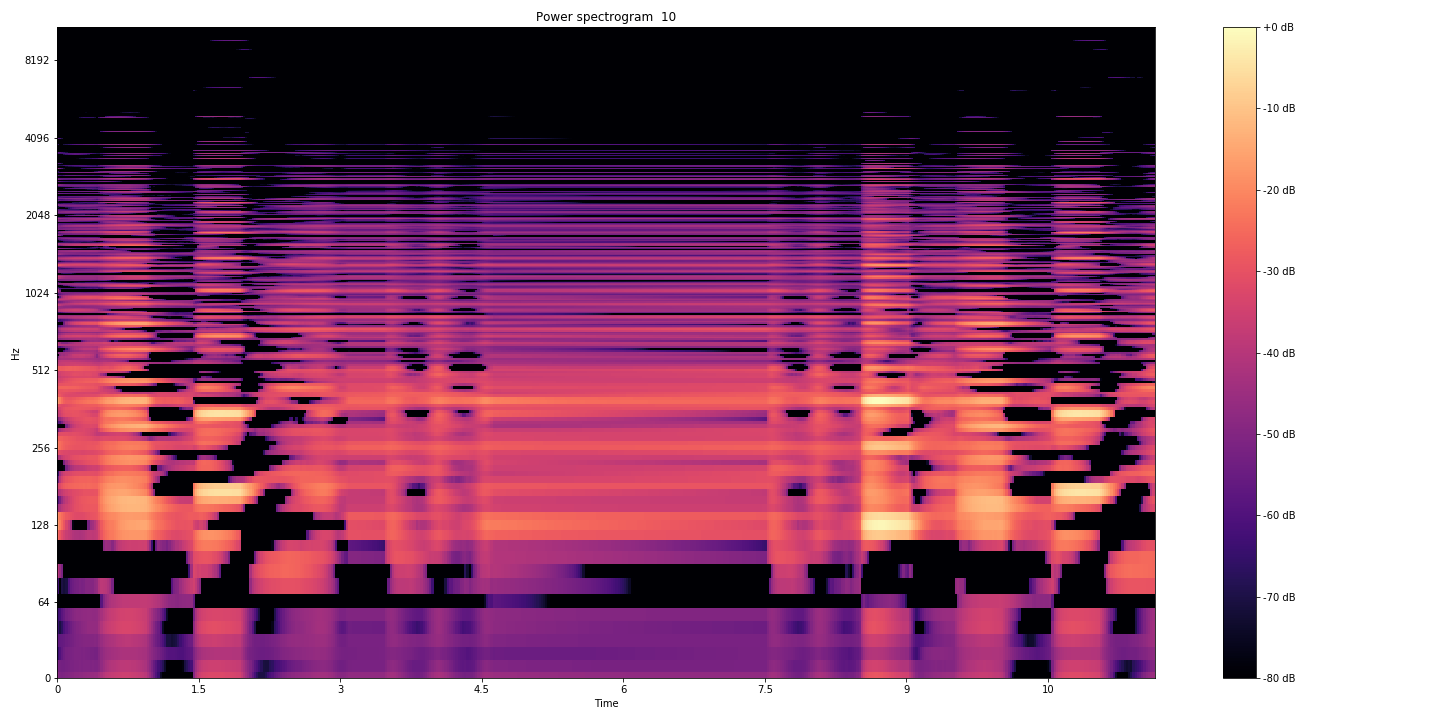 Power spectrogram  10
8192
4096
2048
1024
512
256
128
64
0
Hz
0
1.5
3
4.5
6
7.5
9
10
Time
+0 dB
-10 dB
-20 dB
-30 dB
-40 dB
-50 dB
-60 dB
-70 dB
-80 dB